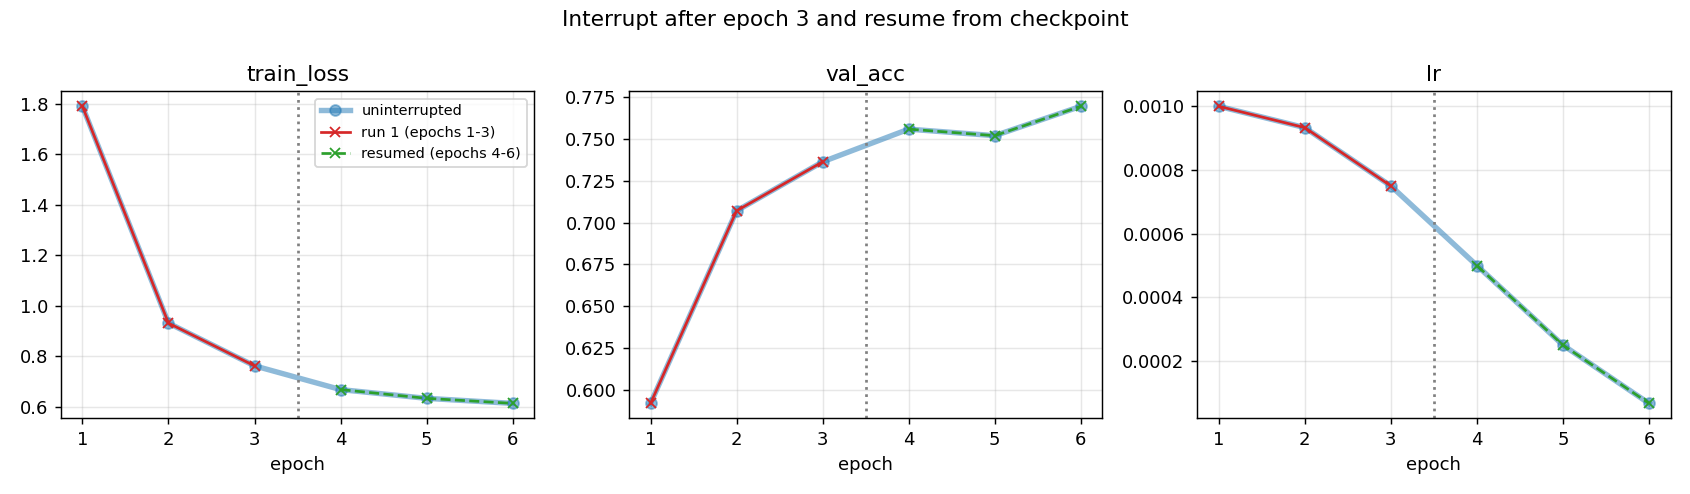 Interrupt after epoch 3 and resume from checkpoint
train_loss
1.8
1.6
1.4
1.2
1.0
0.8
0.6
uninterrupted
run 1 (epochs 1-3)
resumed (epochs 4-6)
1 2 3 4 5 6
epoch
val_acc
0.775
0.750
0.725
0.700
0.675
0.650
0.625
0.600
1 2 3 4 5 6
epoch
lr
0.0010
0.0008
0.0006
0.0004
0.0002
1 2 3 4 5 6
epoch